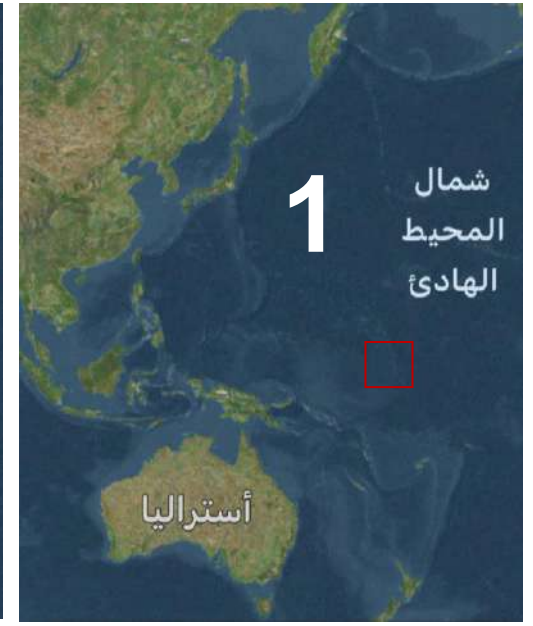 1
شمال
المحيط
الهادئ
أستراليا